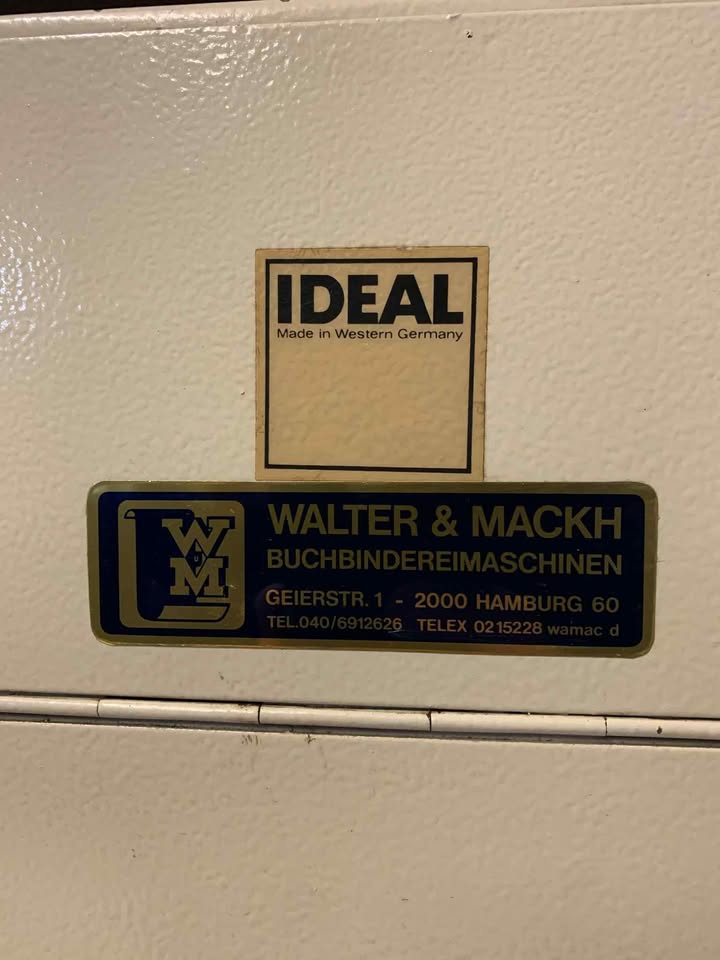 IDEAL
Made in Western Germany
W
U
M
WALTER & MACKH
BUCHBINDEREIMASCHINEN
GEIERSTR. 1 - 2000 HAMBURG 60
TEL.040/6912626 TELEX 0215228 wamac d